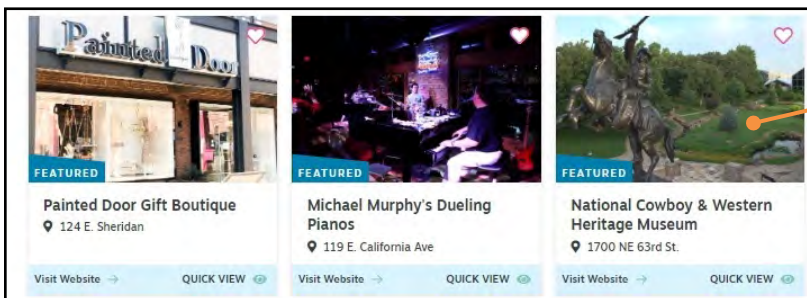 Painted Door
FEATURED
Painted Door Gift Boutique
124 E. Sheridan
Visit Website
QUICK VIEW
FEATURED
Michael Murphy's Dueling
Pianos
119 E. California Ave
Visit Website
QUICK VIEW
FEATURED
National Cowboy & Western
Heritage Museum
1700 NE 63rd St.
Visit Website
QUICK VIEW